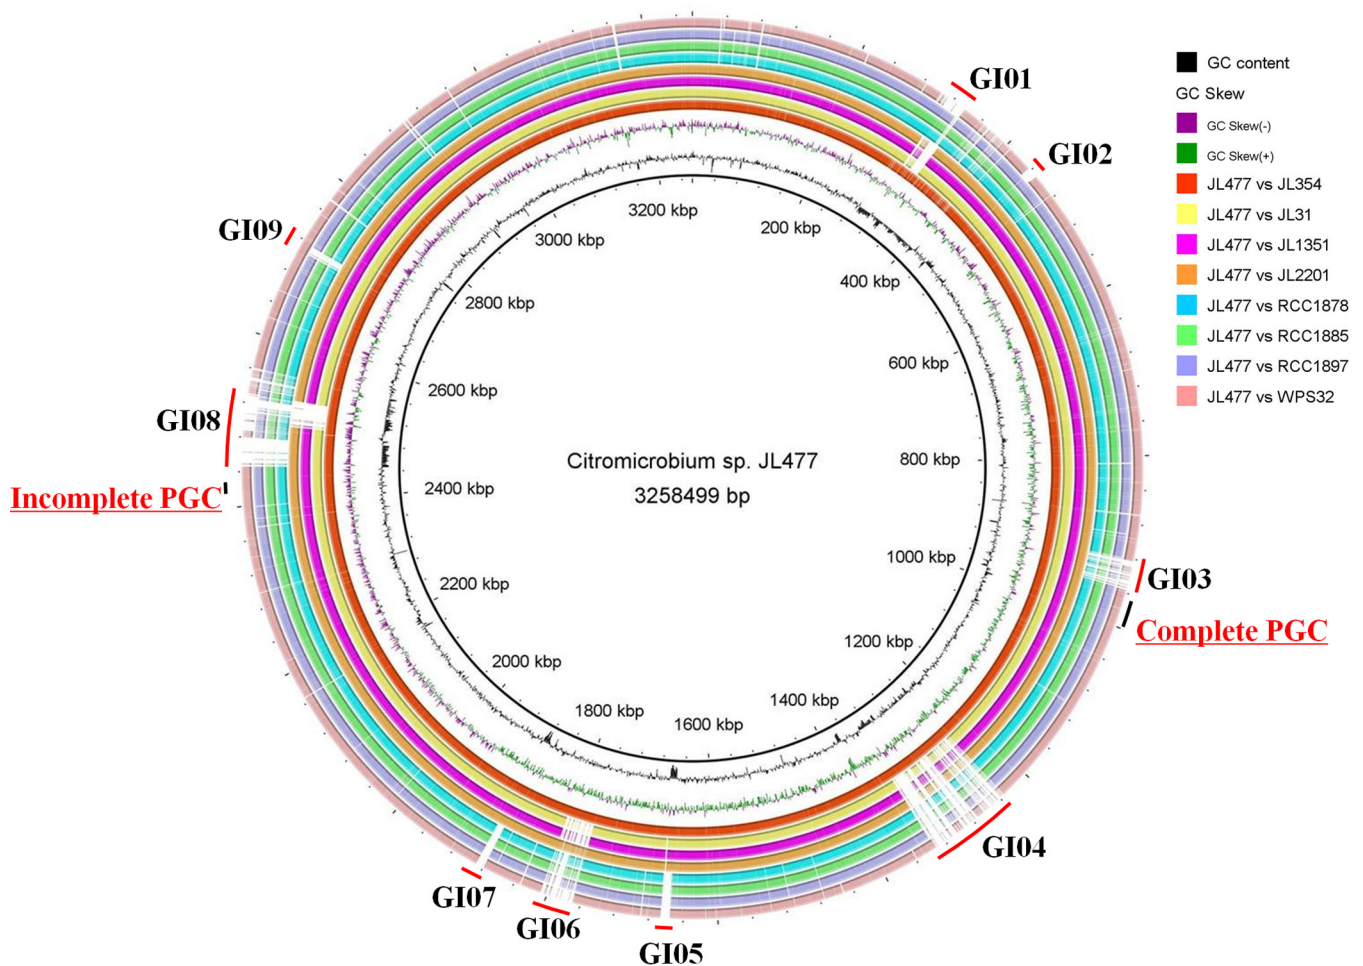 GI01
GI02
GI03
Complete PGC
GI04
GI05
GI06
GI07
Incomplete PGC
GI08
GI09
3200 kbp
200 kbp
400 kbp
600 kbp
800 kbp
1000 kbp
1200 kbp
1400 kbp
1600 kbp
1800 kbp
2000 kbp
2200 kbp
2400 kbp
2600 kbp
2800 kbp
3000 kbp
Citromicrobium sp. JL477
3258499 bp
GC content
GC Skew
GC Skew(-)
GC Skew(+)
JL477 vs JL354
JL477 vs JL31
JL477 vs JL1351
JL477 vs JL2201
JL477 vs RCC1878
JL477 vs RCC1885
JL477 vs RCC1897
JL477 vs WPS32